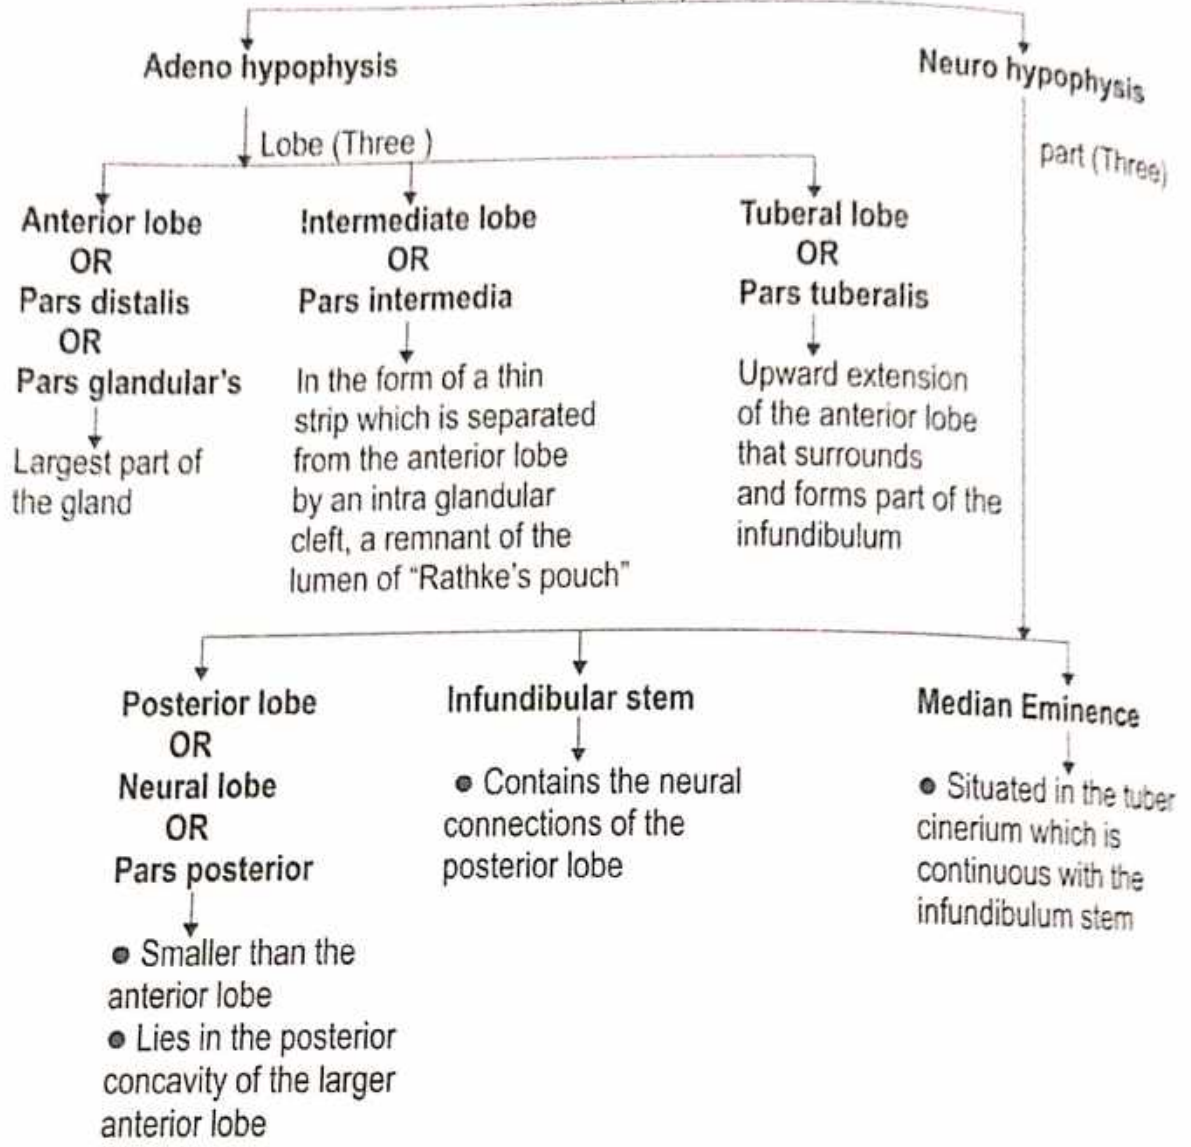 Adeno hypophysis
Neuro hypophysis
Lobe (Three )
part (Three)
Anterior lobe
OR
Pars distalis
OR
Pars glandular's
Largest part of
the gland
Intermediate lobe
OR
Pars intermedia
In the form of a thin
strip which is separated
from the anterior lobe
by an intra glandular
cleft, a remnant of the
lumen of "Rathke's pouch"
Tuberal lobe
OR
Pars tuberalis
Upward extension
of the anterior lobe
that surrounds
and forms part of the
infundibulum
Posterior lobe
OR
Neural lobe
OR
Pars posterior
● Smaller than the
anterior lobe
● Lies in the posterior
concavity of the larger
anterior lobe
Infundibular stem
● Contains the neural
connections of the
posterior lobe
Median Eminence
● Situated in the tuber
cinerium which is
continuous with the
infundibulum stem